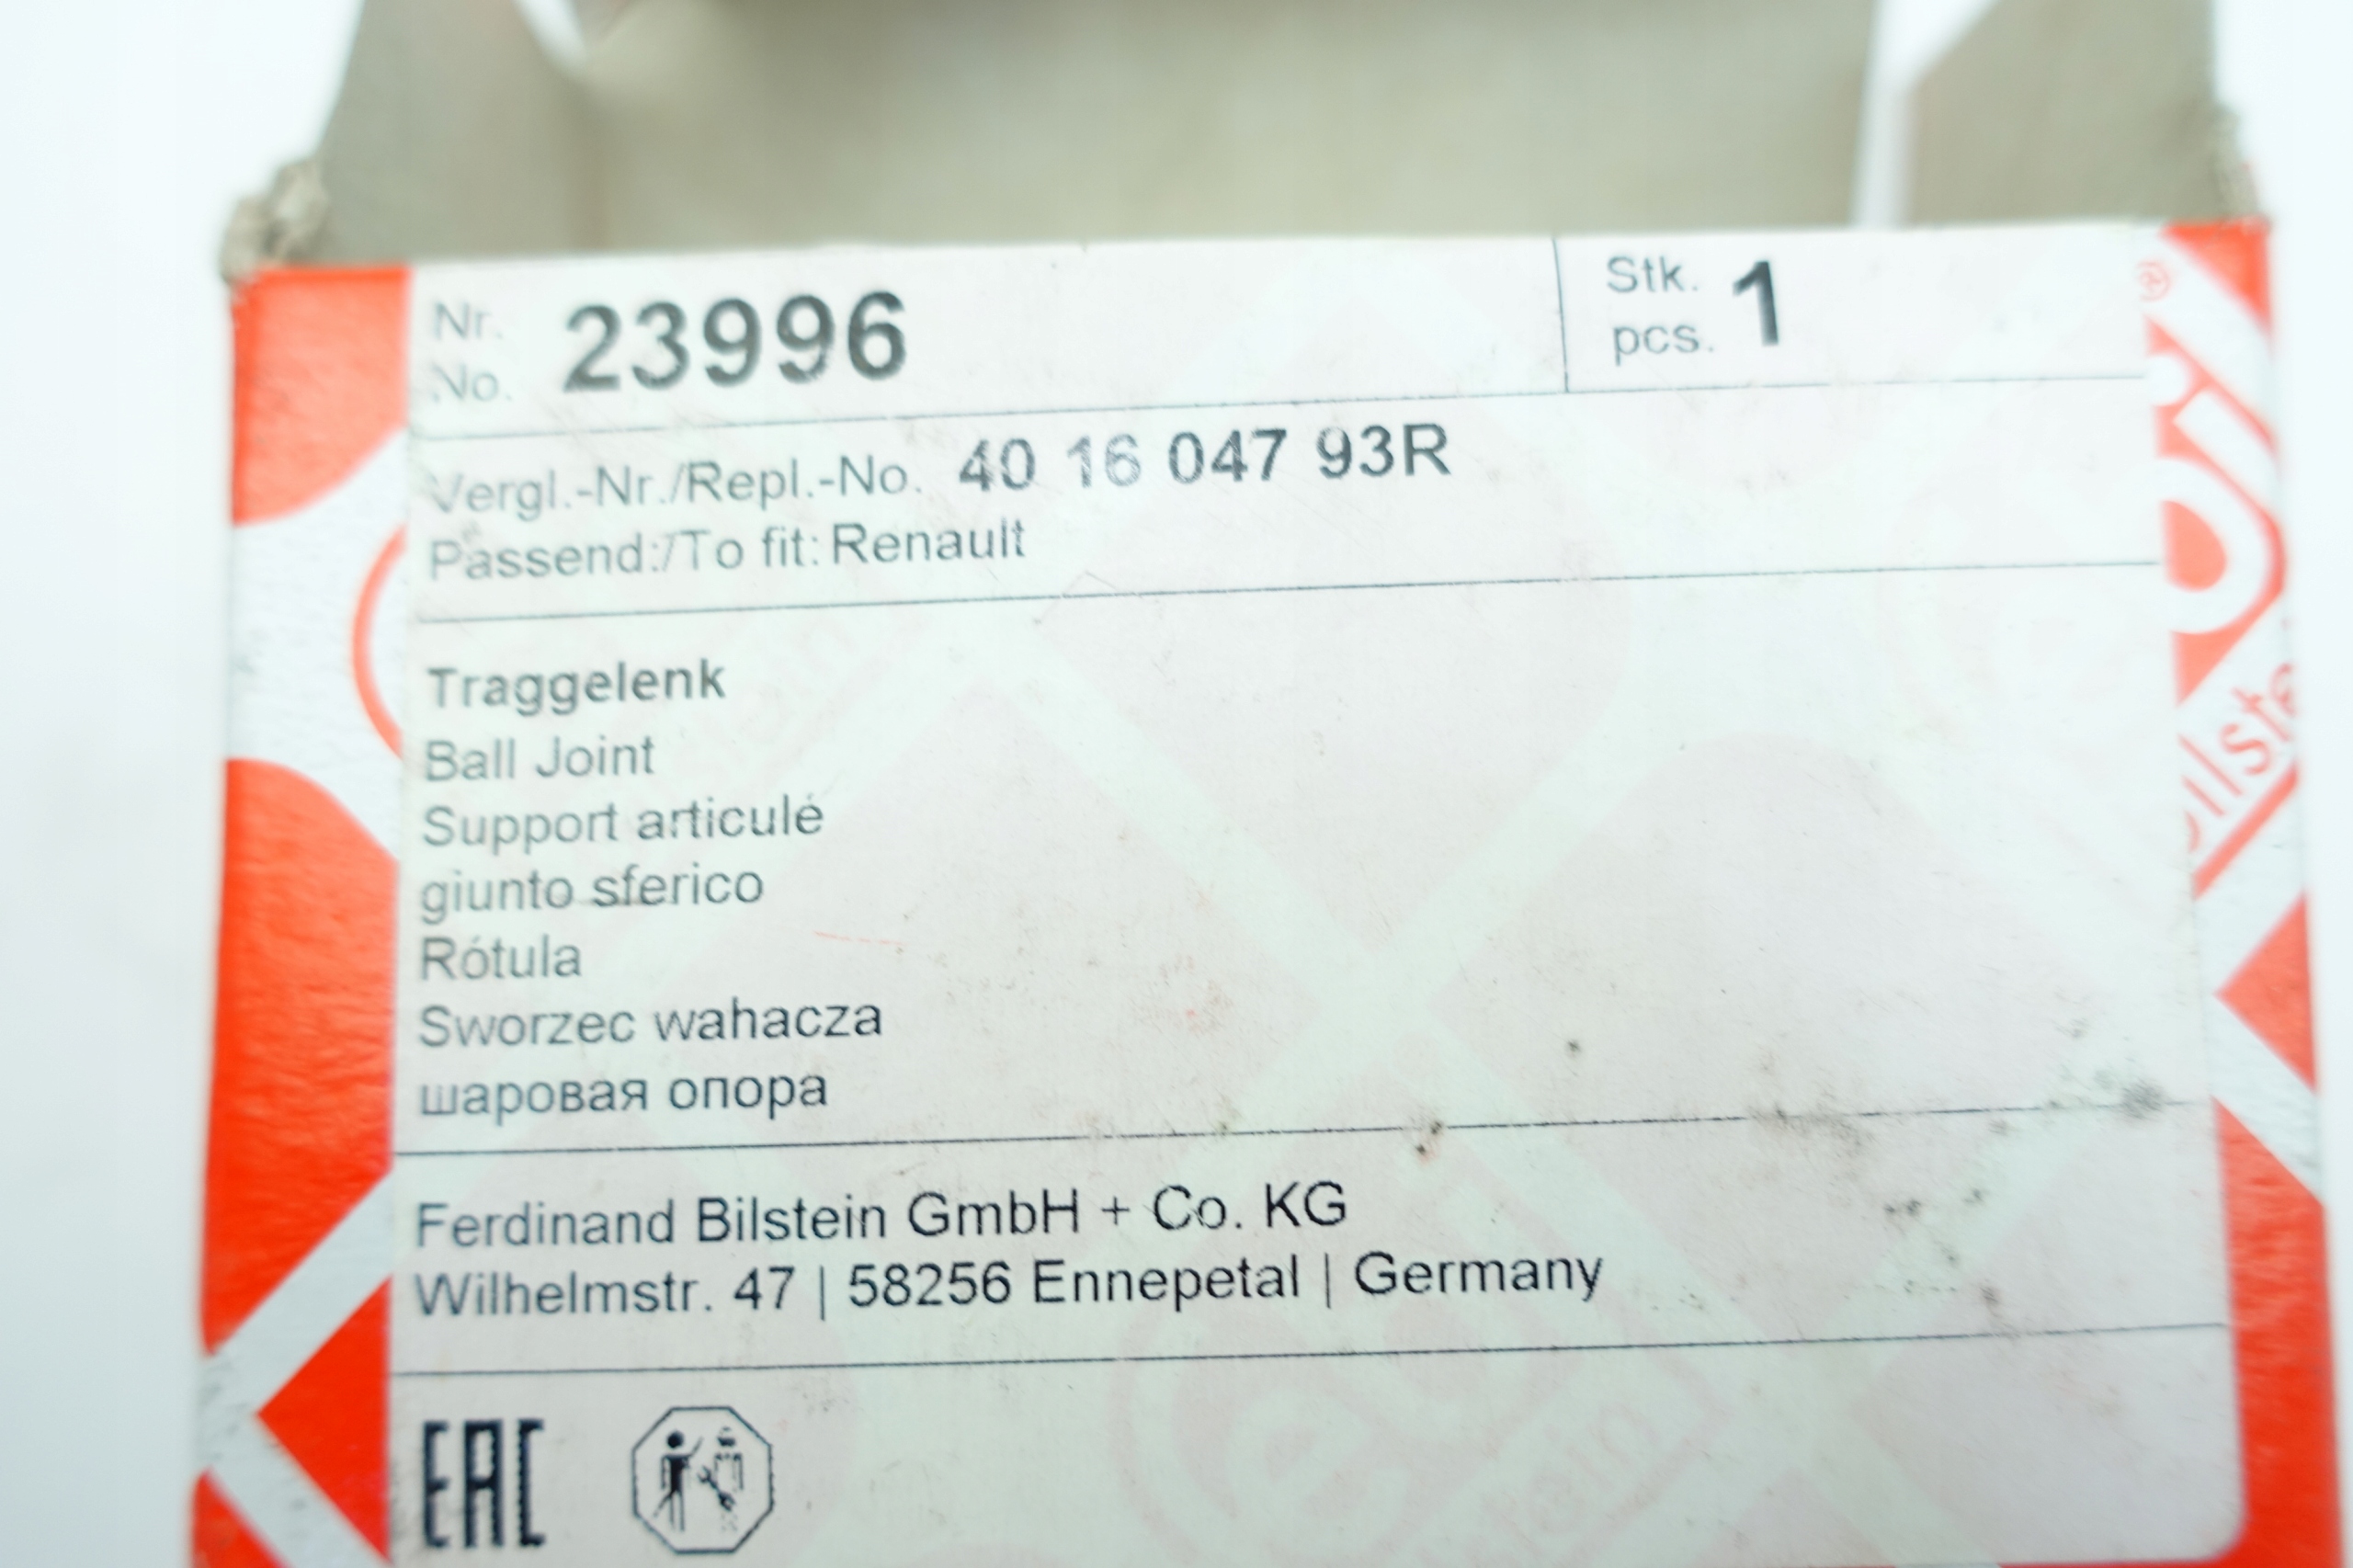 Nr. 23996 Stk. 1
No. pcs.
Vergl.-Nr./Repl.-No. 40 16 047 93R
Passend:/To fit: Renault
Traggelenk
Ball Joint
Support articulé
giunto sferico
Rótula
Sworzec wahacza
шаровая опора
Ferdinand Bilstein GmbH + Co. KG
Wilhelmstr. 47 | 58256 Ennepetal | Germany
EAC